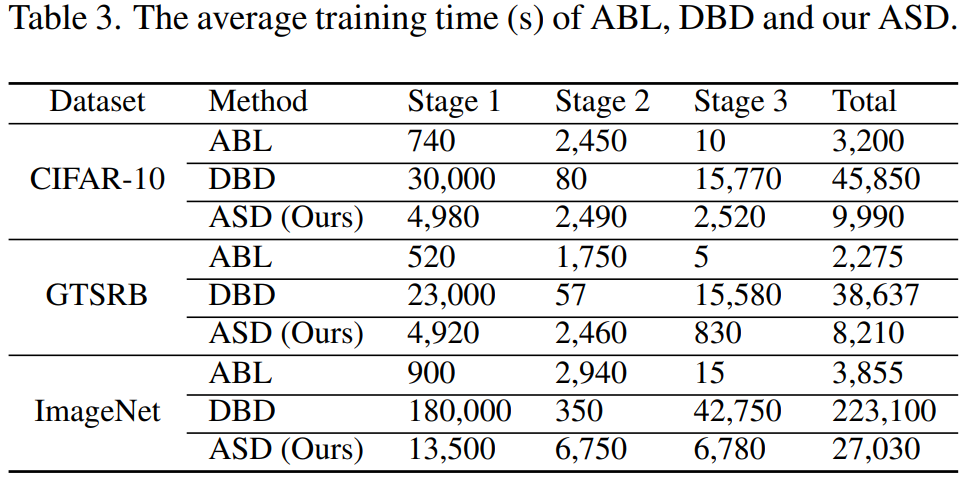 Table 3. The average training time (s) of ABL, DBD and our ASD.
Dataset Method Stage 1 Stage 2 Stage 3 Total
ABL 740 2,450 10 3,200
CIFAR-10 DBD 30,000 80 15,770 45,850
ASD (Ours) 4,980 2,490 2,520 9,990
ABL 520 1,750 5 2,275
GTSRB DBD 23,000 57 15,580 38,637
ASD (Ours) 4,920 2,460 830 8,210
ABL 900 2,940 15 3,855
ImageNet DBD 180,000 350 42,750 223,100
ASD (Ours) 13,500 6,750 6,780 27,030